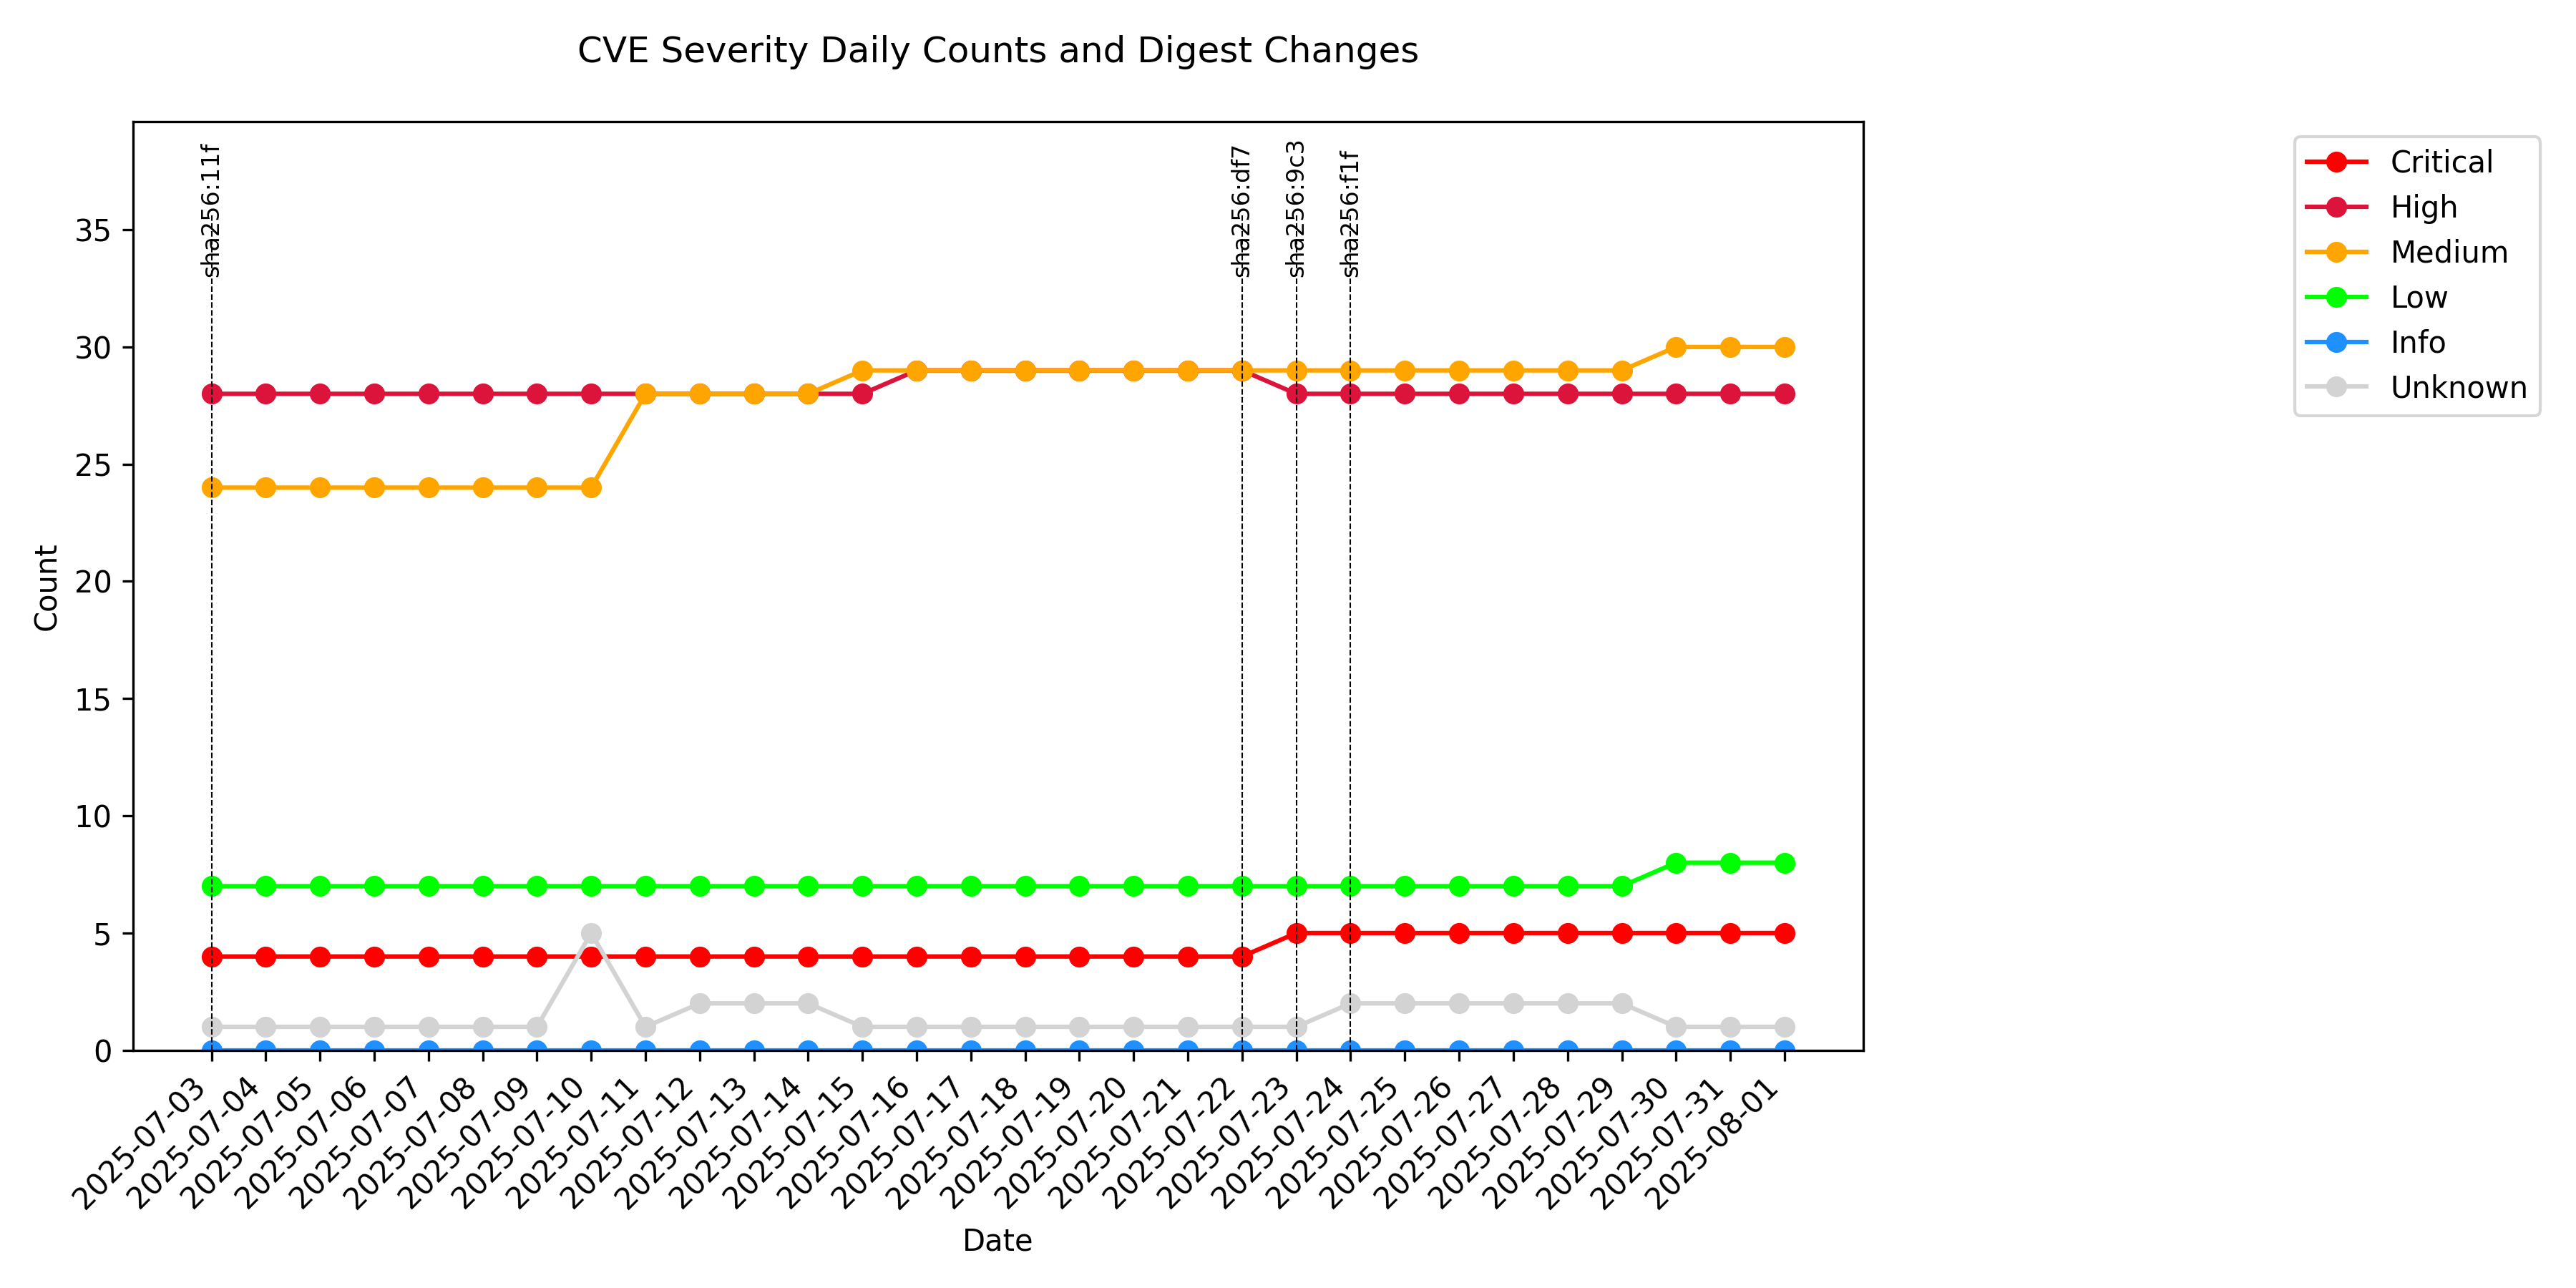 CVE Severity Daily Counts and Digest Changes
sha256:11f
sha256:df7
sha256:9c3
sha256:f1f
Critical
High
Medium
Low
Info
Unknown
Count
35
30
25
20
15
10
5
0
2025-07-03
2025-07-04
2025-07-05
2025-07-06
2025-07-07
2025-07-08
2025-07-09
2025-07-10
2025-07-11
2025-07-12
2025-07-13
2025-07-14
2025-07-15
2025-07-16
2025-07-17
2025-07-18
2025-07-19
2025-07-20
2025-07-21
2025-07-22
2025-07-23
2025-07-24
2025-07-25
2025-07-26
2025-07-27
2025-07-28
2025-07-29
2025-07-30
2025-07-31
2025-08-01
Date